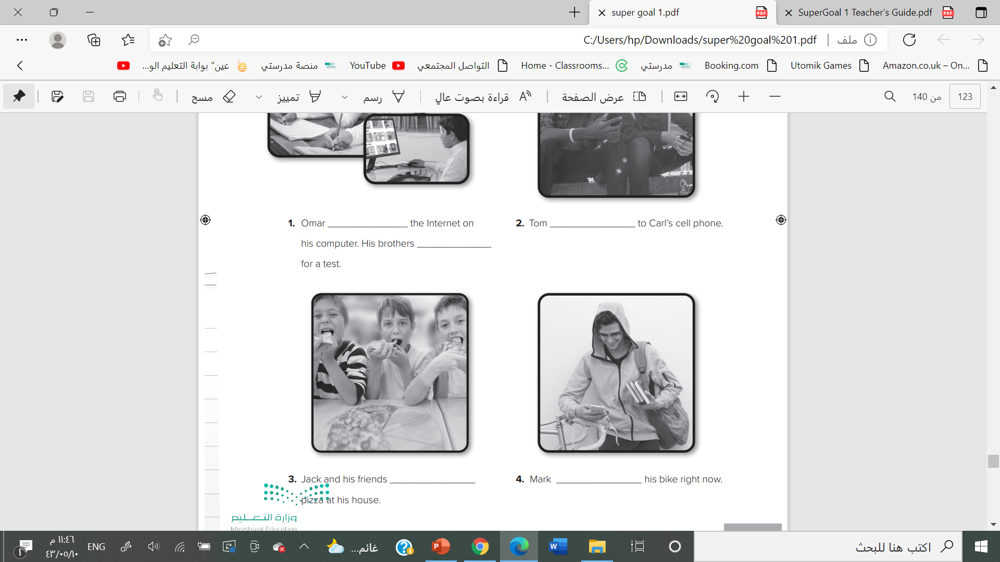 super goal 1.pdf
SuperGoal 1 Teacher's Guide.pdf
C:/Users/hp/Downloads/super%20goal%201.pdf
ملف
عين" بوابة التعليم الو...
منصة مدرستي
YouTube
التواصل المجتمعي
Home - Classrooms...
مدرستي
Booking.com
Utomik Games
Amazon.co.uk – On...
مسح
تمييز
رسم
قراءة بصوت عالٍ
عرض الصفحة
من 140
123
1. Omar ______________ the Internet on
his computer. His brothers _____________
for a test.
2. Tom _______________ to Carl's cell phone.
3. Jack and his friends _______________
pizza at his house.
4. Mark _______________ his bike right now.
وزارة التعليم
Ministry of Education
١١:٤٦ م
٤٣/٠٥/١٠
١
ENG
غائم...
اكتب هنا للبحث